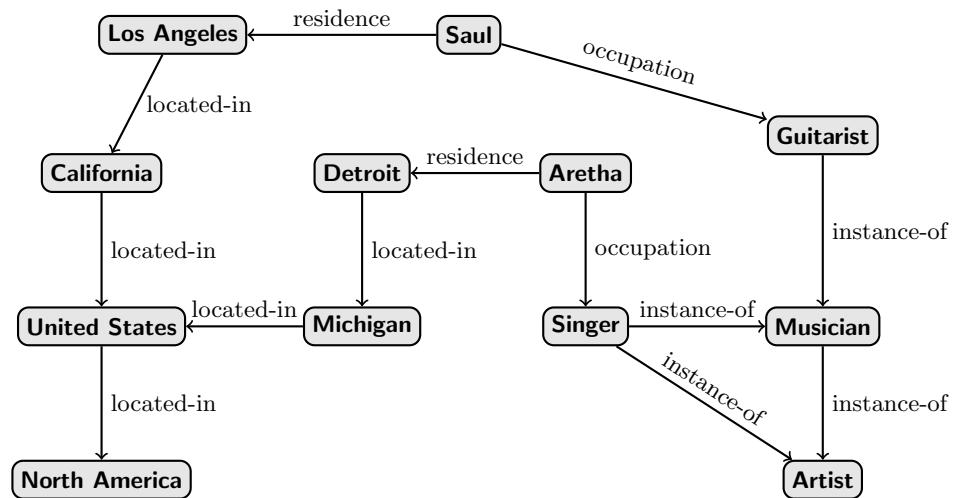 residence
Los Angeles
Saul
occupation
located-in
Guitarist
residence
California
Detroit
Aretha
instance-of
located-in
located-in
occupation
located-in
instance-of
United States
Michigan
Singer
Musician
located-in
instance-of
instance-of
North America
Artist